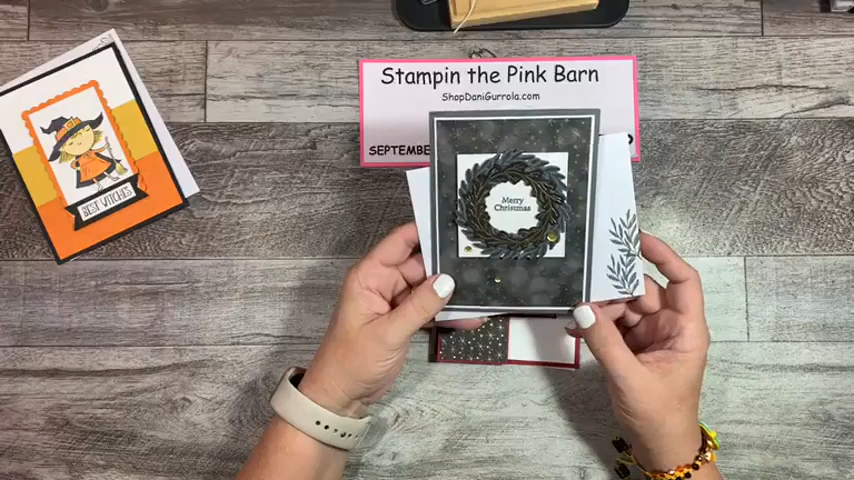 Stampin the Pink Barn
ShopDaniGurrola.com
SEPTEMBE
Merry
Christmas
BEST WITCHES